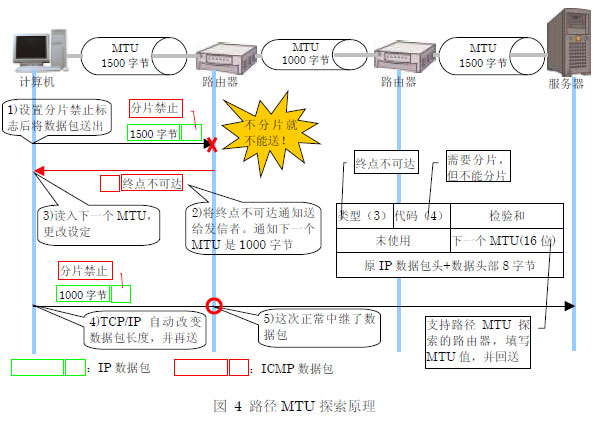 MTU
1500 字节
MTU
1000 字节
MTU
1500 字节
计算机
路由器
路由器
服务器
1)设置分片禁止标
志后将数据包送出
分片禁止
1500 字节
不分片就
不能送!
终点不可达
需要分片,
但不能分片
终点不可达
3)读入下一个 MTU,
更改设定
2)将终点不可达通知送
给发信者。通知下一个
MTU 是 1000 字节
类型（3）
代码（4）
检验和
未使用
下一个 MTU(16 位)
原 IP 数据包头+数据头部 8 字节
分片禁止
1000 字节
4)TCP/IP 自动改变
数据包长度,并再送
5)这次正常中继了数
据包
支持路径 MTU 探
索的路由器，填写
MTU 值，并回送
：IP 数据包
：ICMP 数据包
图 4 路径 MTU 探索原理